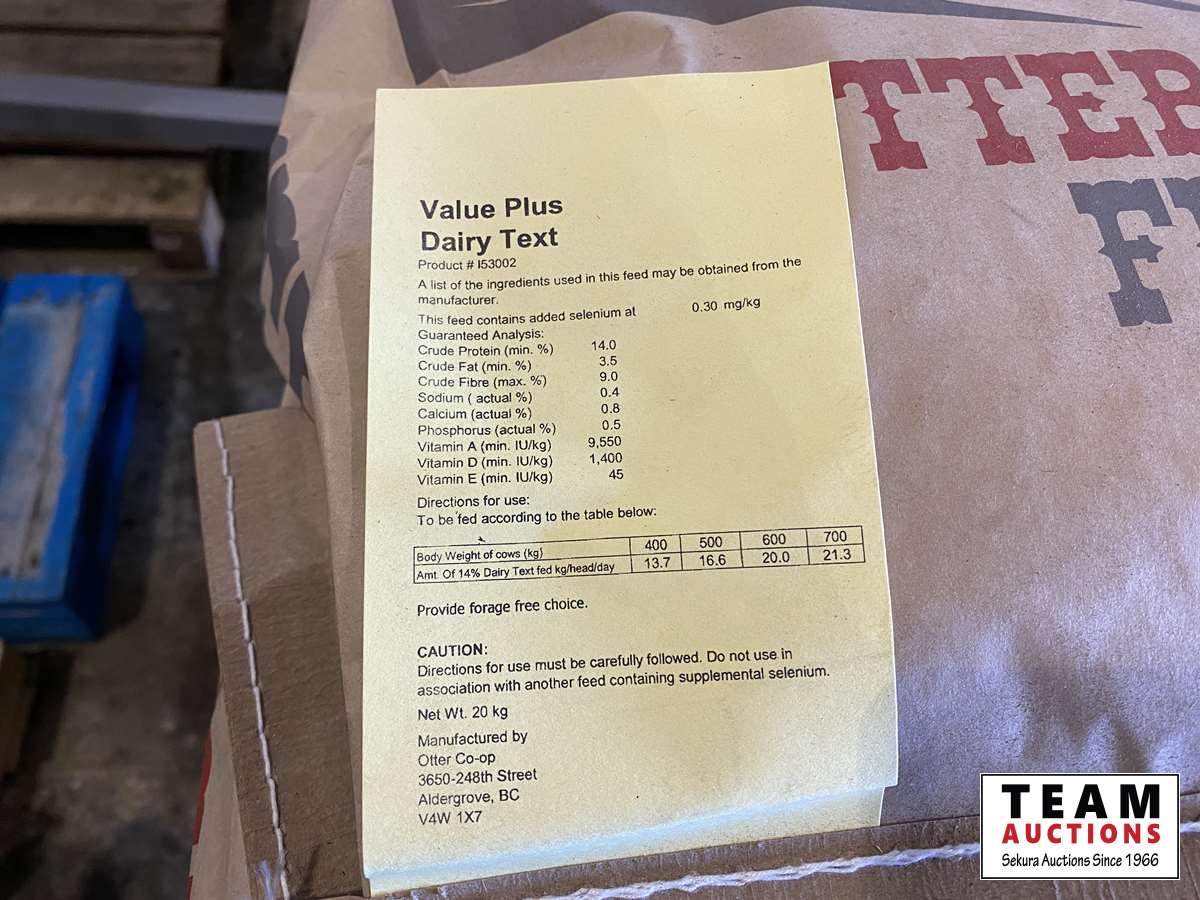 TTER
F
Value Plus
Dairy Text
Product # I53002
A list of the ingredients used in this feed may be obtained from the
manufacturer.
This feed contains added selenium at 0.30 mg/kg
Guaranteed Analysis:
Crude Protein (min. %) 14.0
Crude Fat (min. %) 3.5
Crude Fibre (max. %) 9.0
Sodium ( actual %) 0.4
Calcium (actual %) 0.8
Phosphorus (actual %) 0.5
Vitamin A (min. IU/kg) 9,550
Vitamin D (min. IU/kg) 1,400
Vitamin E (min. IU/kg) 45
Directions for use:
To be fed according to the table below:
Body Weight of cows (kg) 400 500 600 700
Amt. Of 14% Dairy Text fed kg/head/day 13.7 16.6 20.0 21.3
Provide forage free choice.
CAUTION:
Directions for use must be carefully followed. Do not use in
association with another feed containing supplemental selenium.
Net Wt. 20 kg
Manufactured by
Otter Co-op
3650-248th Street
Aldergrove, BC
V4W 1X7
TEAM
AUCTIONS
Sekura Auctions Since 1966